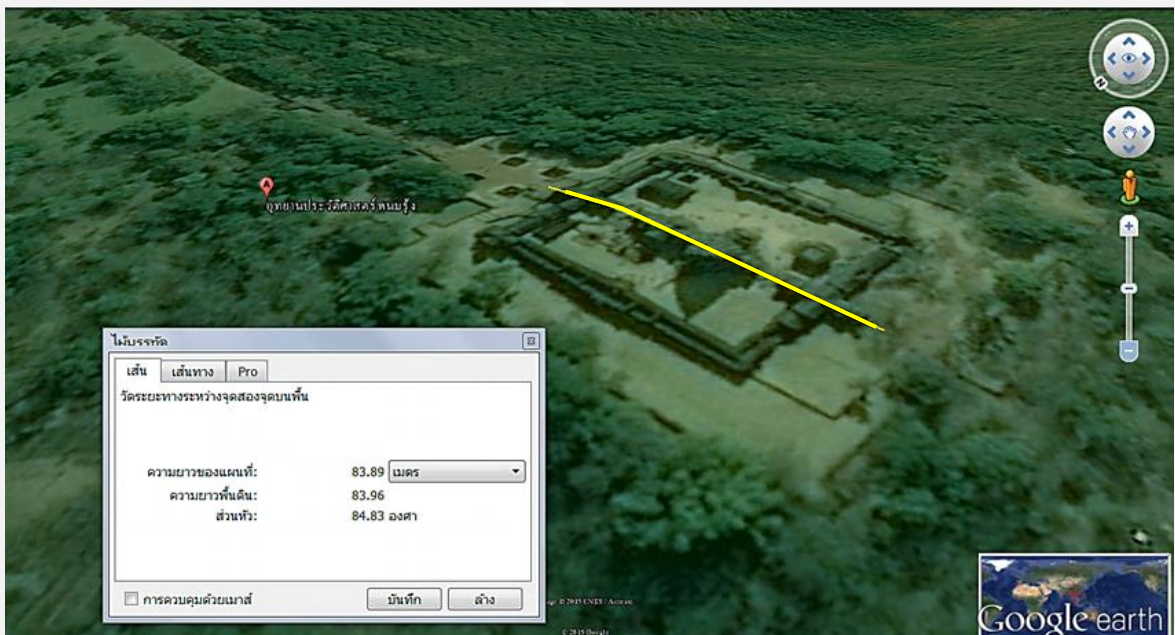 อุทยานประวัติศาสตร์พนมรุ้ง
ไม้บรรทัด
เส้น
เส้นทาง
Pro
วัดระยะทางระหว่างจุดสองจุดบนพื้น
ความยาวของแผนที่: 83.89 เมตร
ความยาวพื้นดิน: 83.96
ส่วนหัว: 84.83 องศา
การควบคุมด้วยเมาส์
บันทึก
ล้าง
© 2015 CNES / Astrium
© 2015 Google
Google earth
N
A